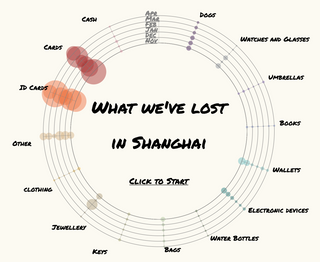 Cash
Apr
Mar
Feb
Jan
Dec
Nov
Dogs
Cards
Watches and Glasses
ID Cards
Umbrellas
What we've lost
in Shanghai
Books
Other
Wallets
Click to Start
clothing
Electronic devices
Jewellery
Water Bottles
Keys
Bags